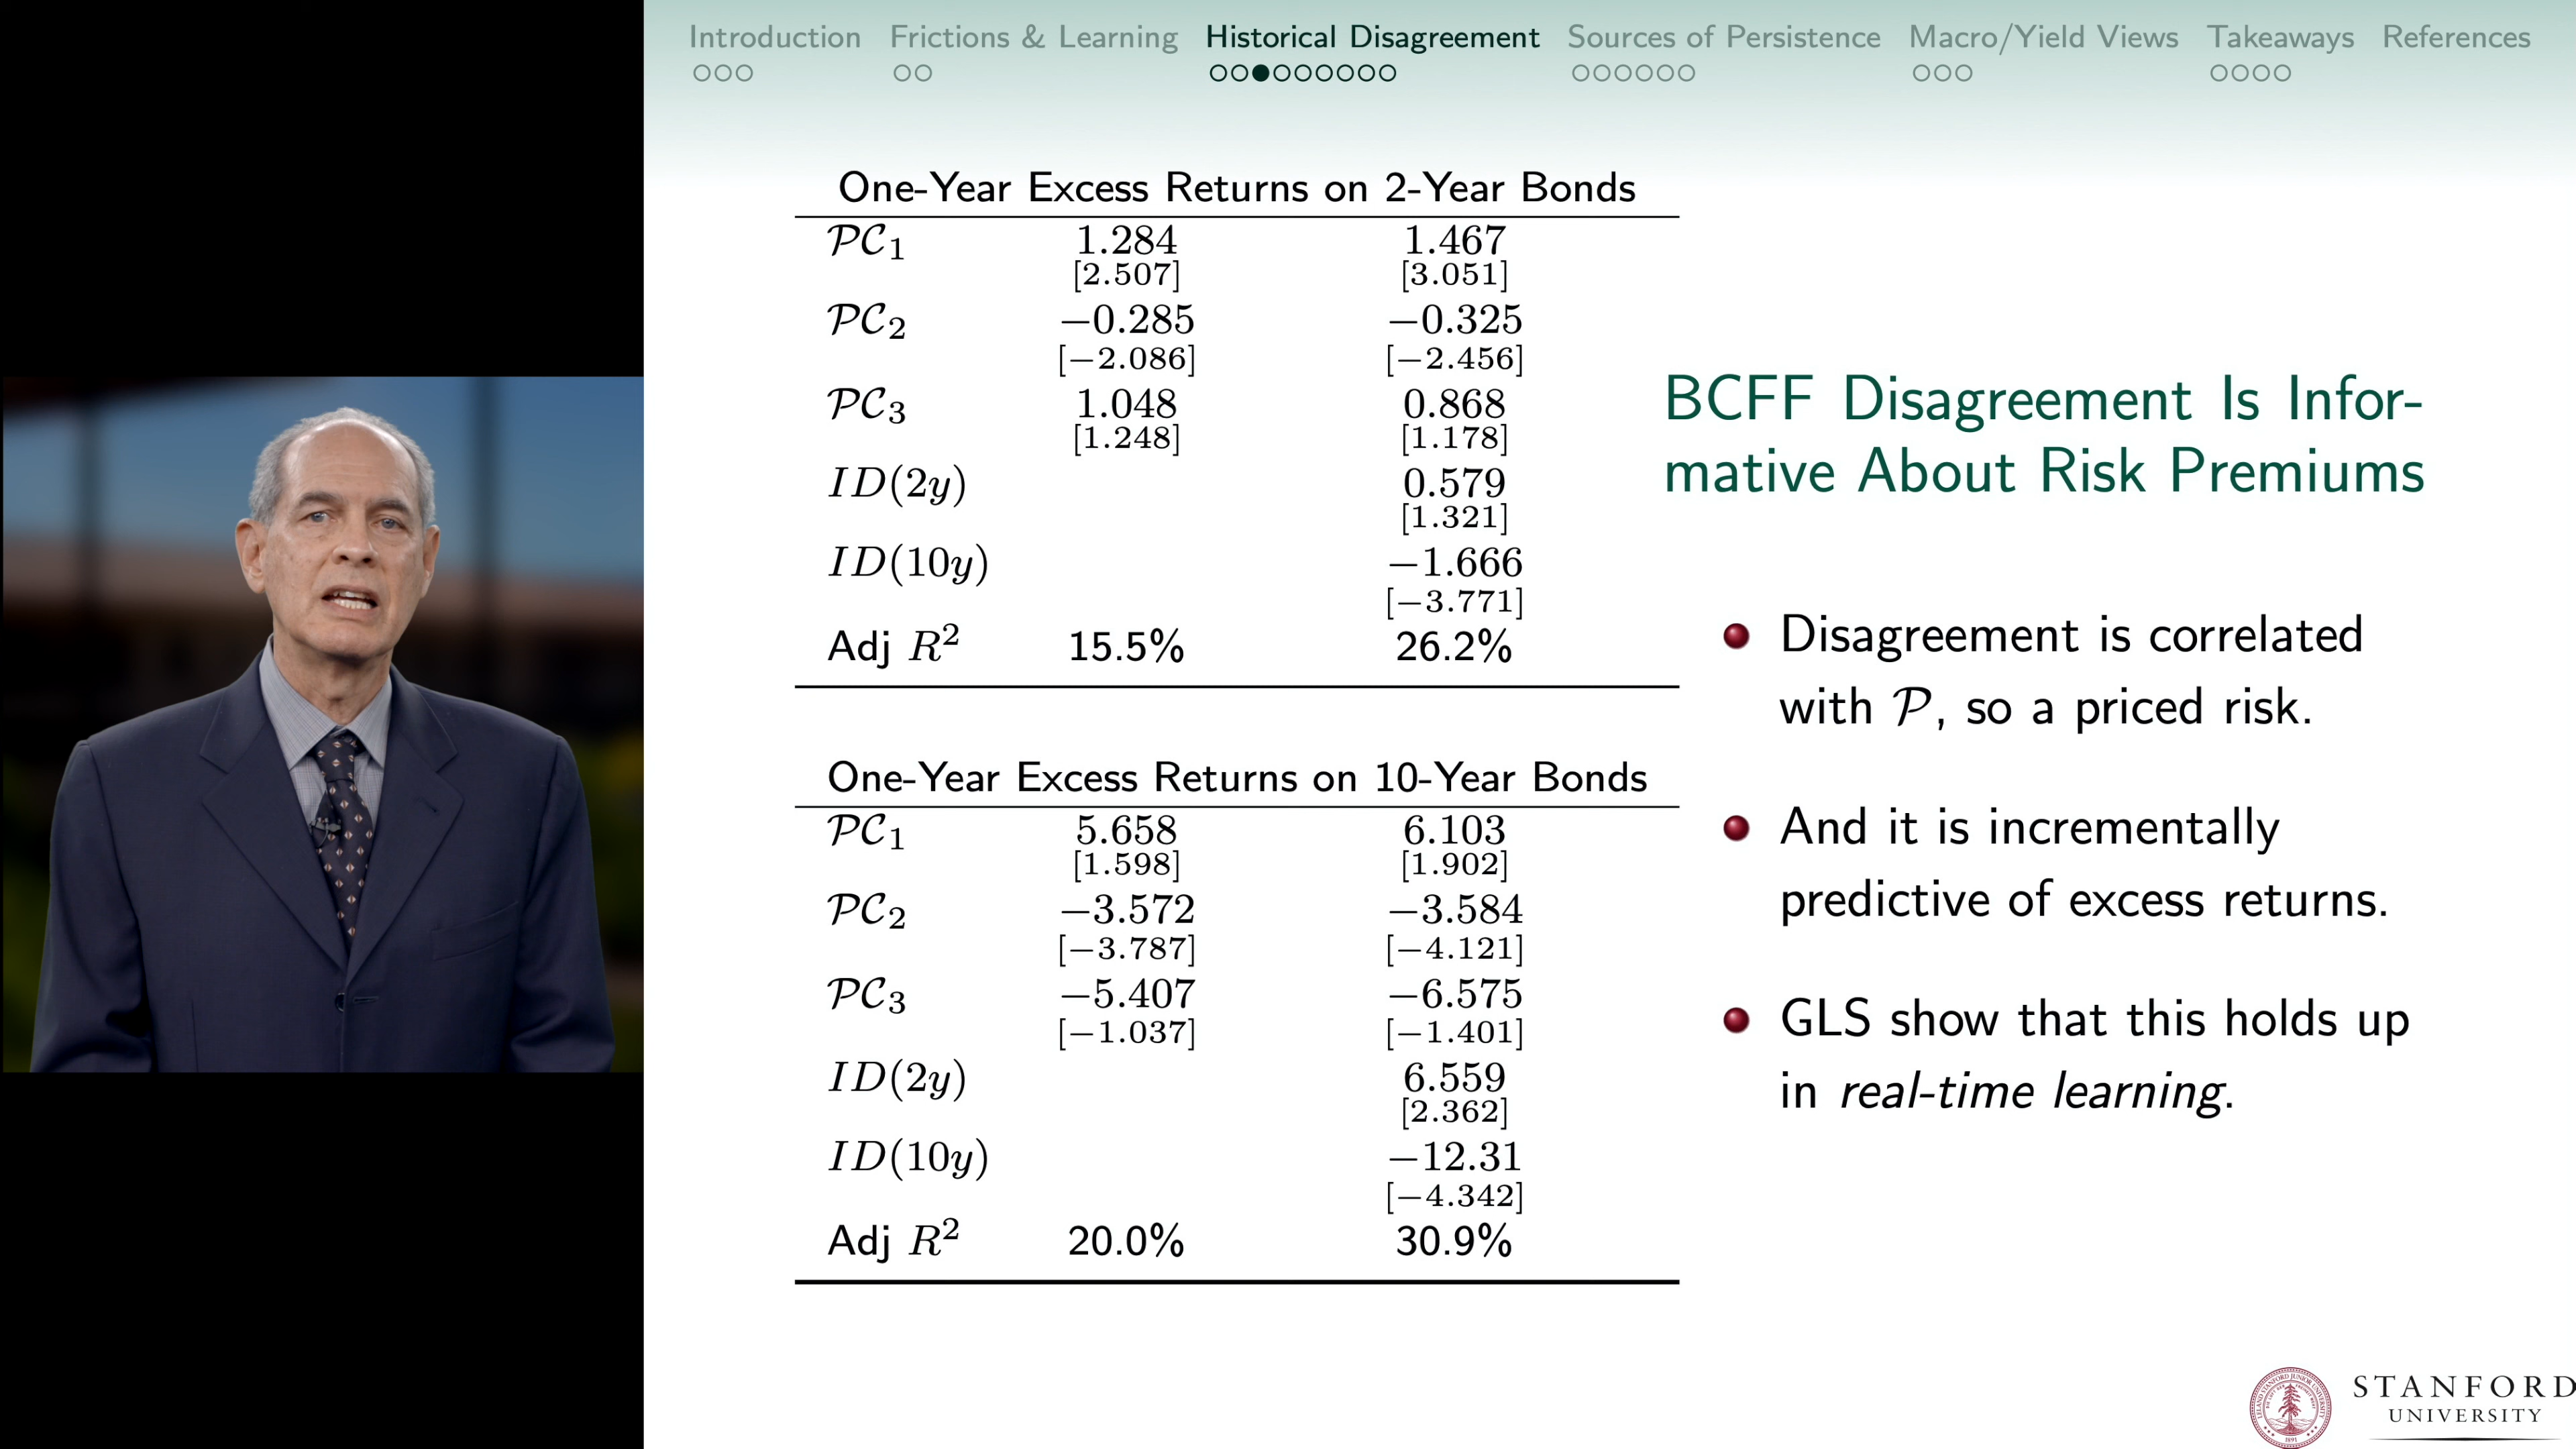 Introduction Frictions & Learning Historical Disagreement Sources of Persistence Macro/Yield Views Takeaways References
One-Year Excess Returns on 2-Year Bonds
PC1 1.284 1.467
[2.507] [3.051]
PC2 −0.285 −0.325
[−2.086] [−2.456]
PC3 1.048 0.868
[1.248] [1.178]
ID(2y) 0.579
[1.321]
ID(10y) −1.666
[−3.771]
Adj R² 15.5% 26.2%
One-Year Excess Returns on 10-Year Bonds
PC1 5.658 6.103
[1.598] [1.902]
PC2 −3.572 −3.584
[−3.787] [−4.121]
PC3 −5.407 −6.575
[−1.037] [−1.401]
ID(2y) 6.559
[2.362]
ID(10y) −12.31
[−4.342]
Adj R² 20.0% 30.9%
BCFF Disagreement Is Infor-
mative About Risk Premiums
Disagreement is correlated
with P, so a priced risk.
And it is incrementally
predictive of excess returns.
GLS show that this holds up
in real-time learning.
STANFORD
UNIVERSITY